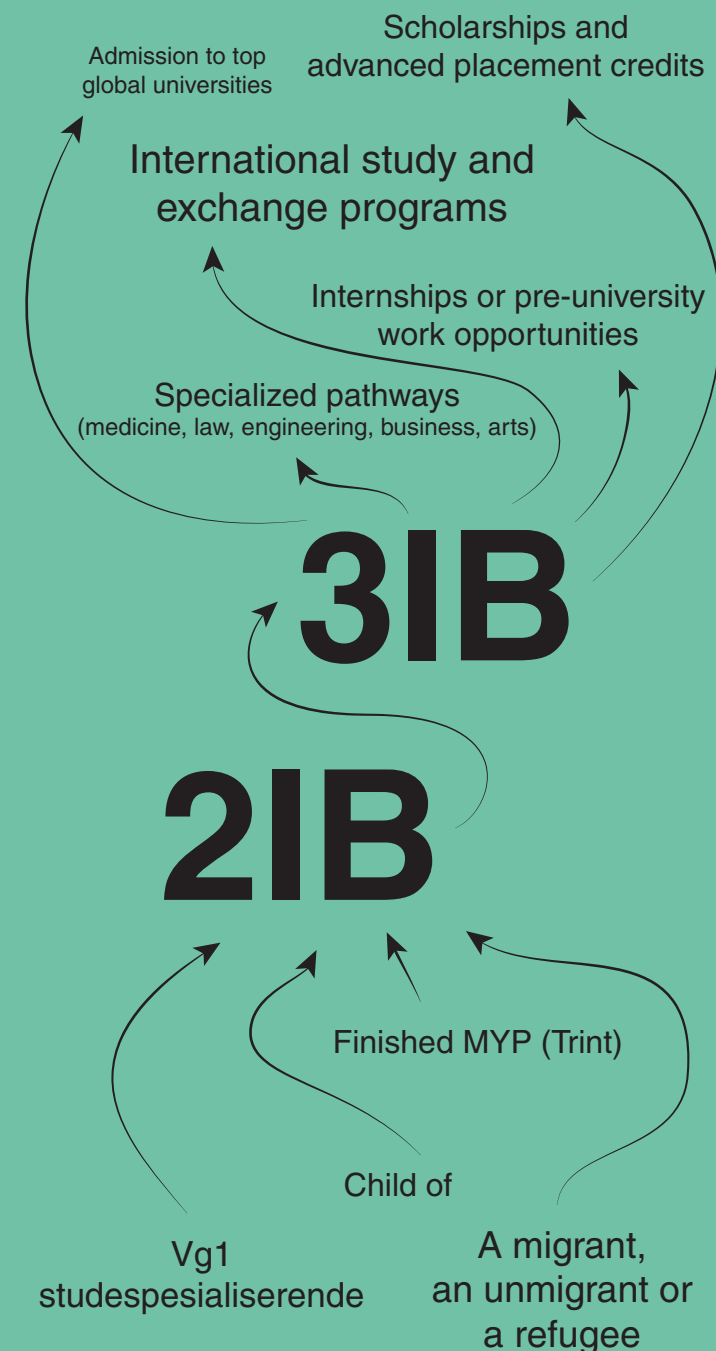 Admission to top
global universities
Scholarships and
advanced placement credits
International study and
exchange programs
Internships or pre-university
work opportunities
Specialized pathways
(medicine, law, engineering, business, arts)
3IB
2IB
Finished MYP (Trint)
Child of
Vg1
studespesialiserende
A migrant,
an unmigrant or
a refugee